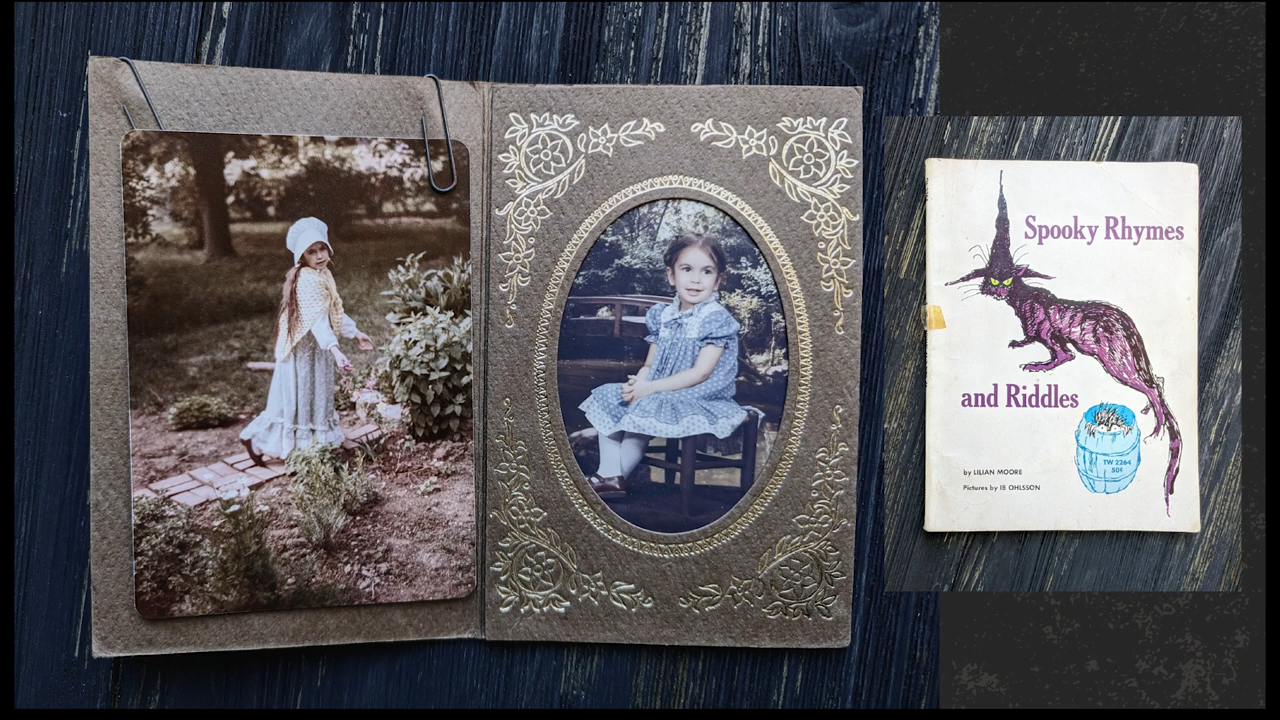 Spooky Rhymes
and Riddles
TW 2264
50¢
by LILIAN MOORE
Pictures by IB OHLSSON